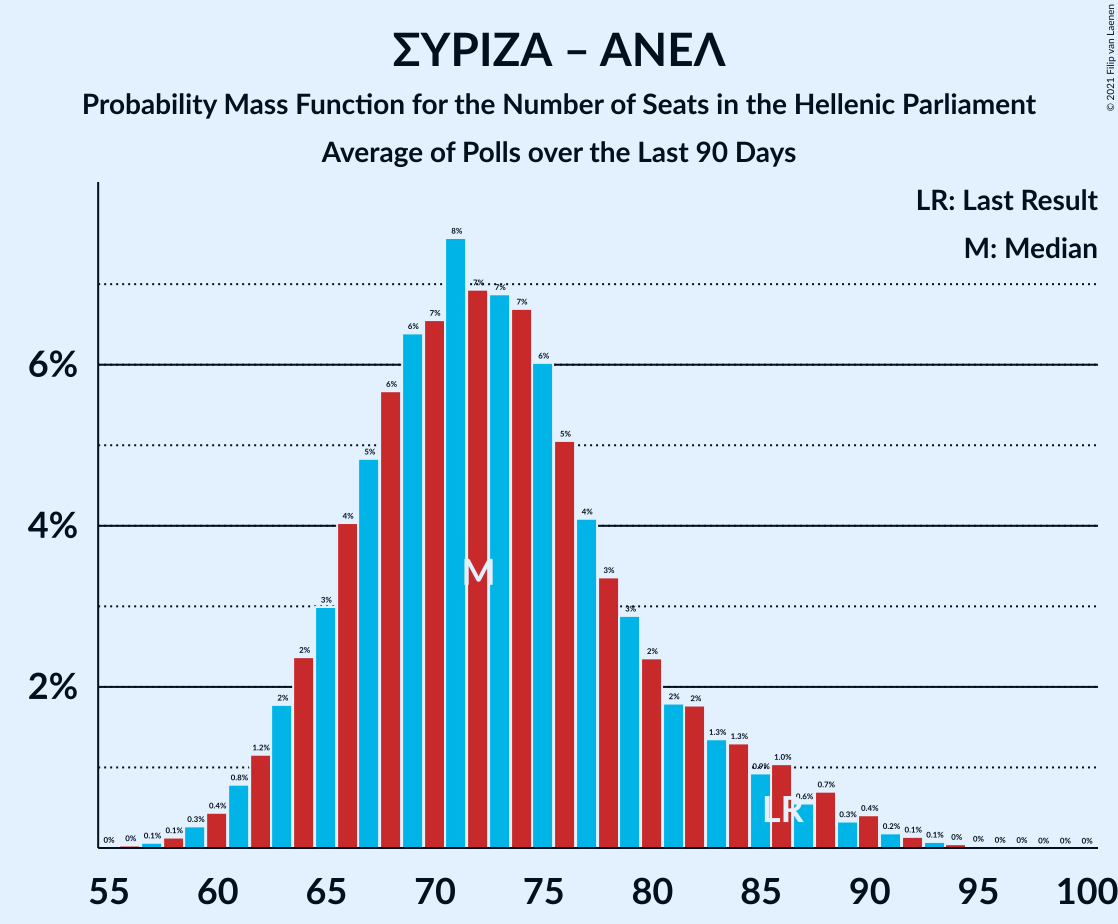 © 2021 Filip van Laenen
ΣΥΡΙΖΑ – ΑΝΕΛ
Probability Mass Function for the Number of Seats in the Hellenic Parliament
Average of Polls over the Last 90 Days
LR: Last Result
M: Median
6%
4%
2%
0% 0% 0.1% 0.1% 0.3% 0.4% 0.8% 1.2% 2% 2% 3% 4% 5% 6% 6% 7% 8% 7% 7% 7% 6% 5% 4% 3% 3% 2% 2% 2% 1.3% 1.3% 0.9% 1.0% 0.6% 0.7% 0.3% 0.4% 0.2% 0.1% 0.1% 0% 0% 0% 0% 0% 0% 0%
M
LR
55 60 65 70 75 80 85 90 95 100